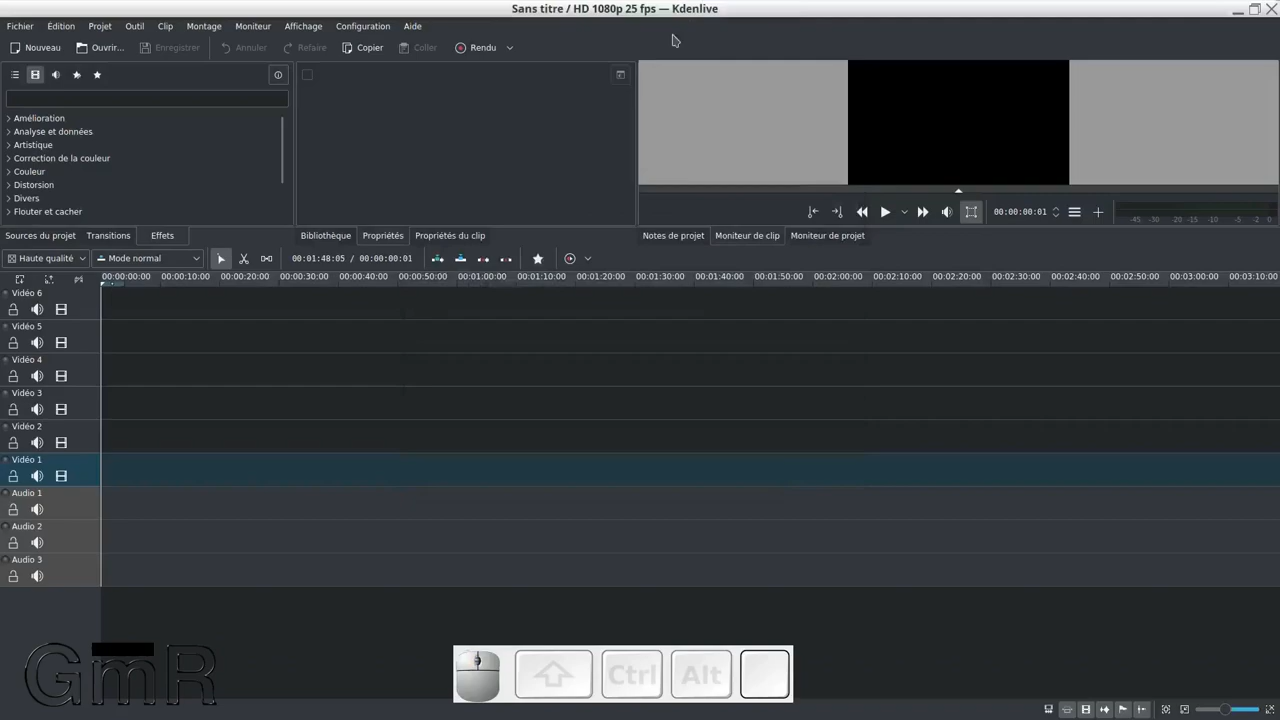 Sans titre / HD 1080p 25 fps — Kdenlive
Fichier Édition Projet Outil Clip Montage Moniteur Affichage Configuration Aide
Nouveau Ouvrir... Enregistrer Annuler Refaire Copier Coller Rendu
Amélioration
Analyse et données
Artistique
Correction de la couleur
Couleur
Distorsion
Divers
Flouter et cacher
00:00:00:01
-45 -30 -20 -15 -10 -5 -2 0
Sources du projet Transitions Effets Bibliothèque Propriétés Propriétés du clip Notes de projet Moniteur de clip Moniteur de projet
Haute qualité Mode normal 00:01:48:05 / 00:00:00:01
00:00:00:00 00:00:10:00 00:00:20:00 00:00:30:00 00:00:40:00 00:00:50:00 00:01:00:00 00:01:10:00 00:01:20:00 00:01:30:00 00:01:40:00 00:01:50:00 00:02:00:00 00:02:10:00 00:02:20:00 00:02:30:00 00:02:40:00 00:02:50:00 00:03:00:00 00:03:10:00
Vidéo 6
Vidéo 5
Vidéo 4
Vidéo 3
Vidéo 2
Vidéo 1
Audio 1
Audio 2
Audio 3
GmR
Ctrl Alt